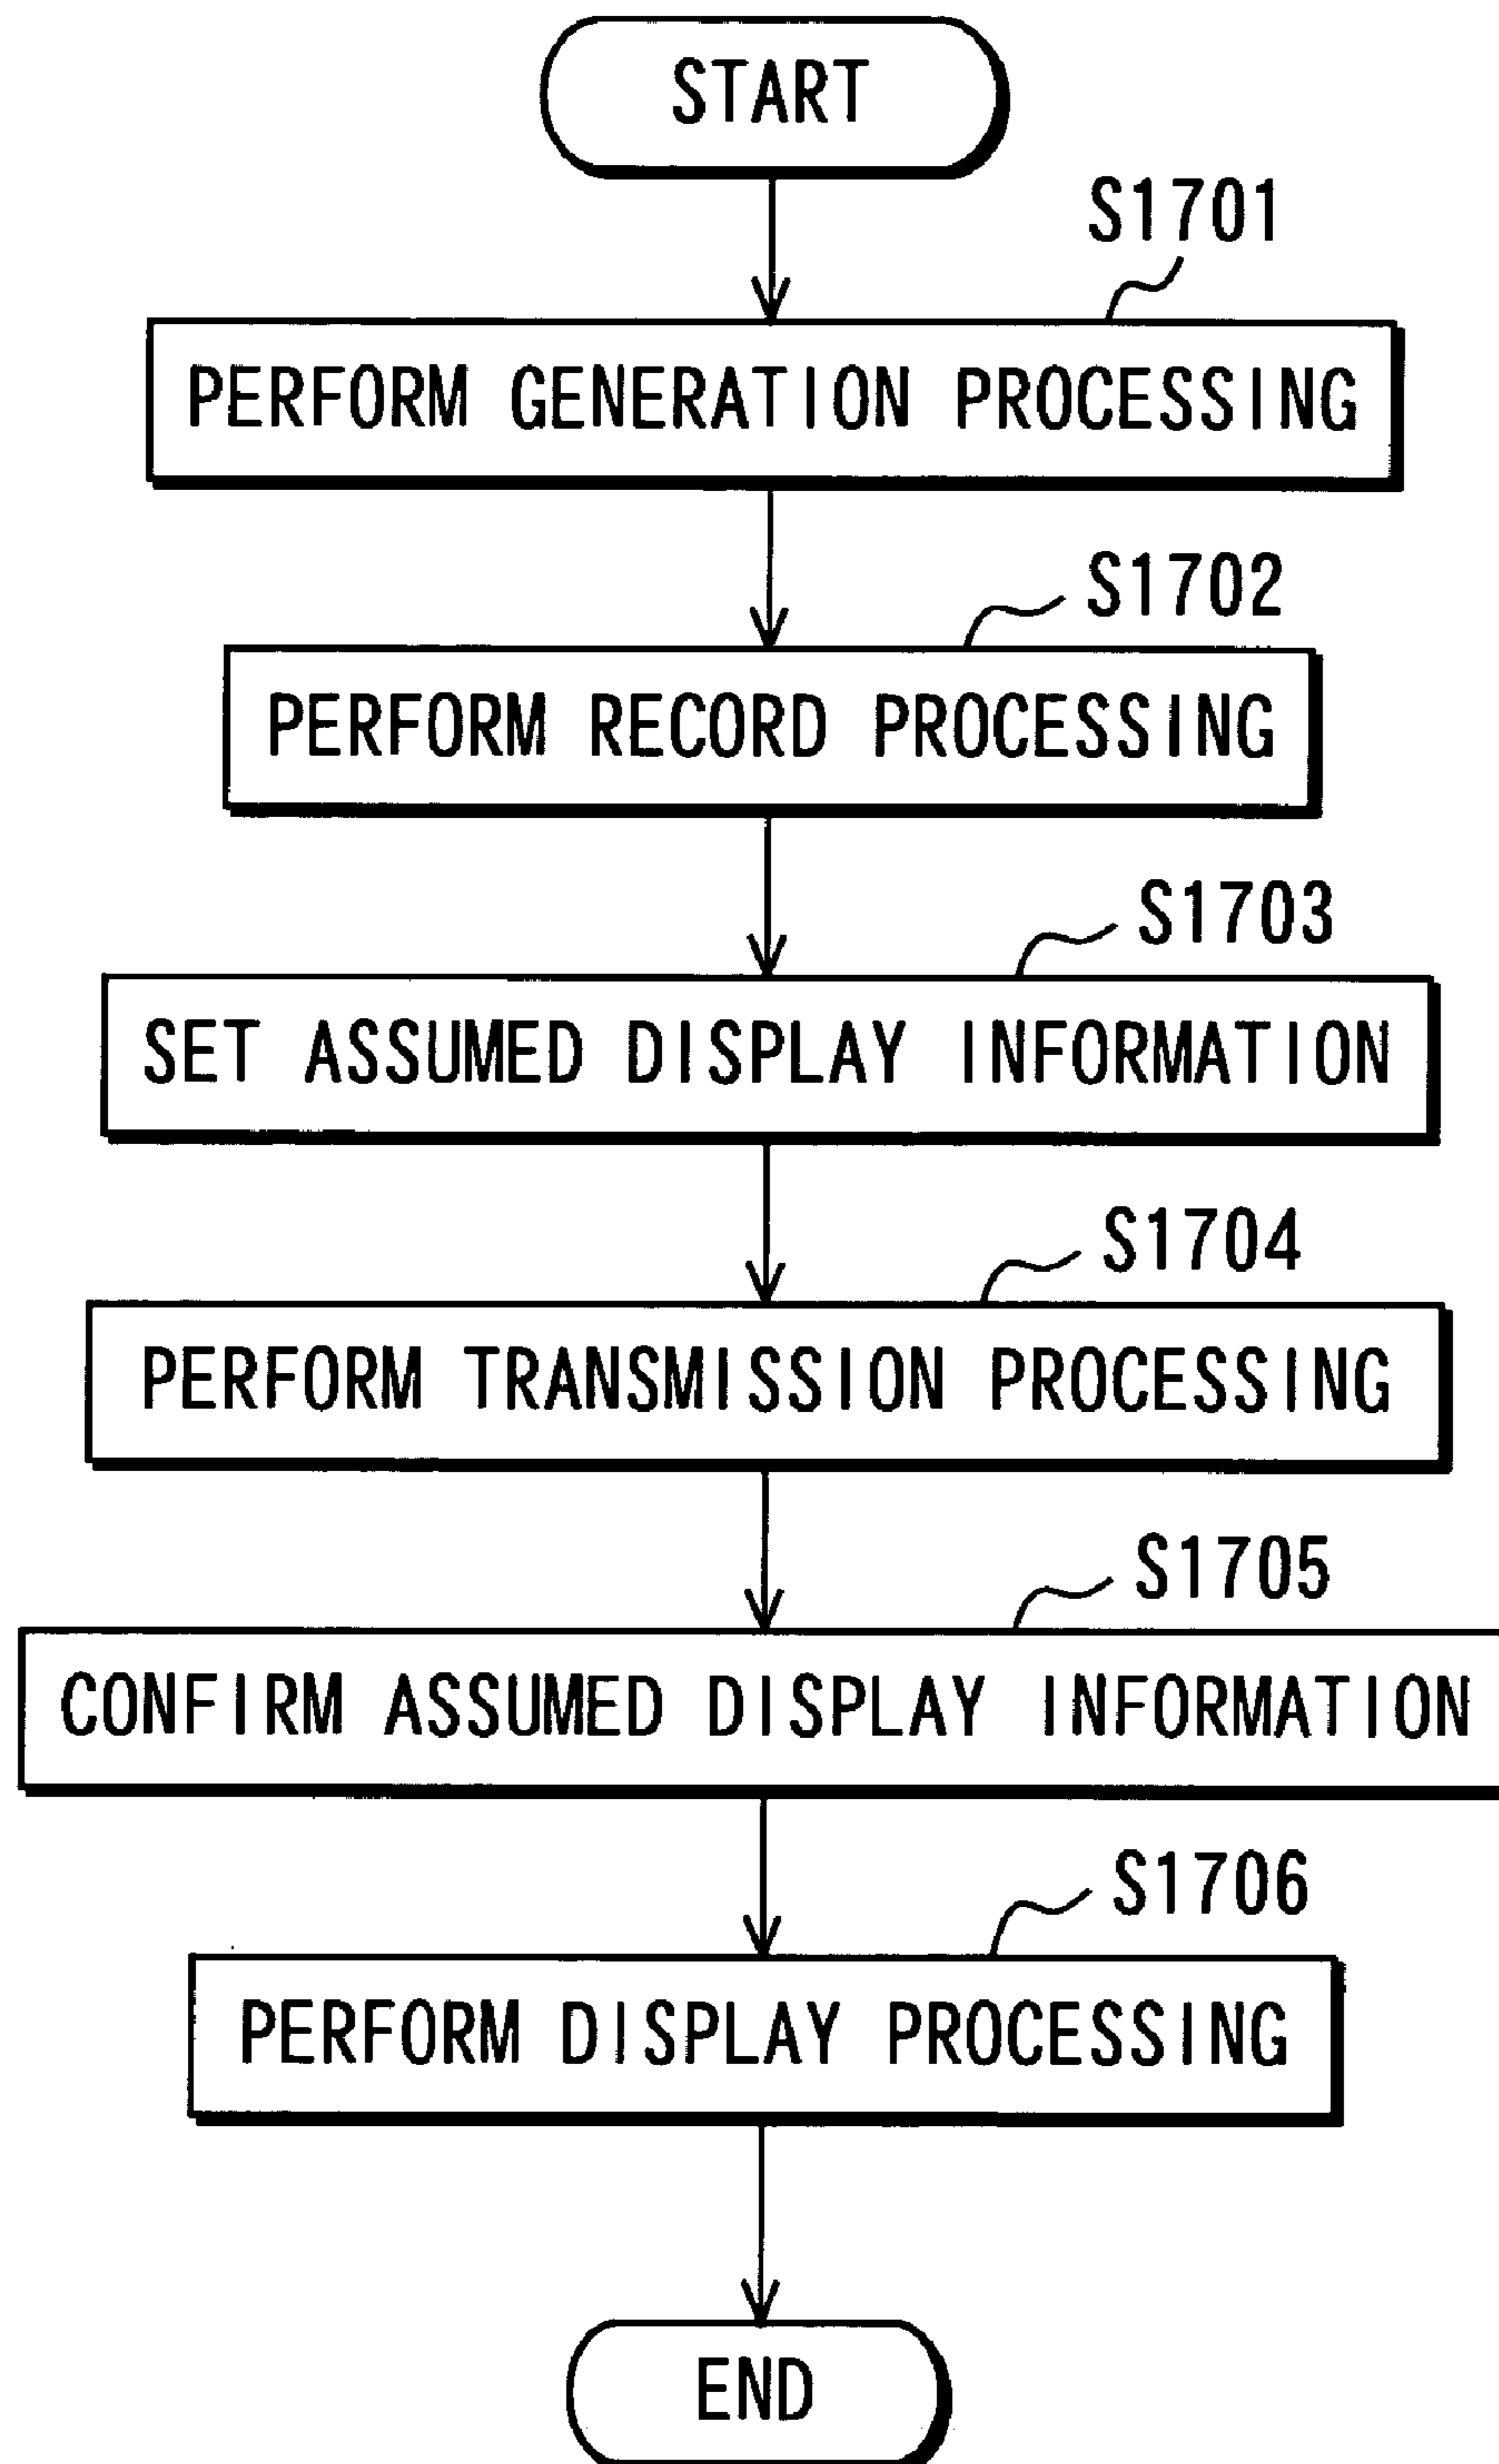 START
S1701
PERFORM GENERATION PROCESSING
S1702
PERFORM RECORD PROCESSING
S1703
SET ASSUMED DISPLAY INFORMATION
S1704
PERFORM TRANSMISSION PROCESSING
S1705
CONFIRM ASSUMED DISPLAY INFORMATION
S1706
PERFORM DISPLAY PROCESSING
END